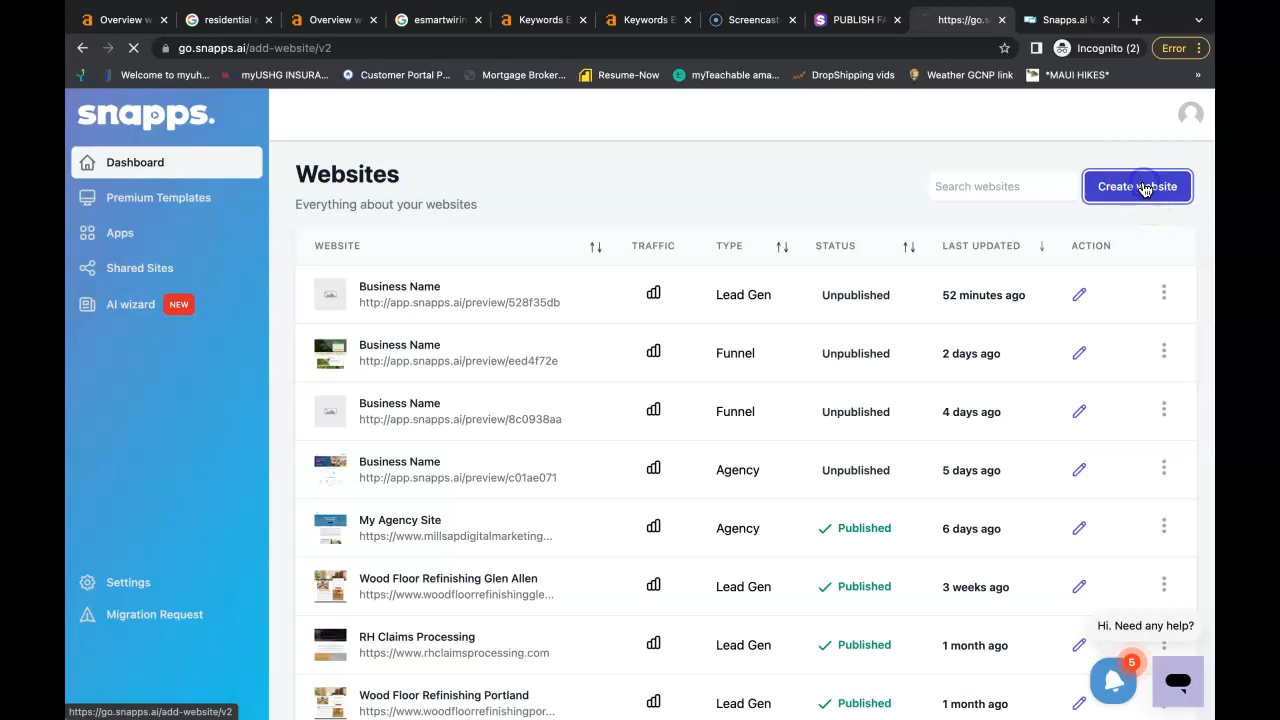 Overview w
residential e
Overview w
esmartwiring
Keywords E
Keywords E
Screencast
PUBLISH FA
https://go.s
Snapps.ai W
go.snapps.ai/add-website/v2
Incognito (2)
Error
Welcome to myuh...
myUSHG INSURA...
Customer Portal P...
Mortgage Broker...
Resume-Now
myTeachable ama...
DropShipping vids
Weather GCNP link
*MAUI HIKES*
»
snapps.
Dashboard
Premium Templates
Apps
Shared Sites
AI wizard NEW
Settings
Migration Request
Websites
Everything about your websites
Search websites
Create website
WEBSITE TRAFFIC TYPE STATUS LAST UPDATED ACTION
Business Name
http://app.snapps.ai/preview/528f35db
Lead Gen Unpublished 52 minutes ago
Business Name
http://app.snapps.ai/preview/eed4f72e
Funnel Unpublished 2 days ago
Business Name
http://app.snapps.ai/preview/8c0938aa
Funnel Unpublished 4 days ago
Business Name
http://app.snapps.ai/preview/c01ae071
Agency Unpublished 5 days ago
My Agency Site
https://www.millsapdigitalmarketing...
Agency Published 6 days ago
Wood Floor Refinishing Glen Allen
https://www.woodfloorrefinishinggle...
Lead Gen Published 3 weeks ago
RH Claims Processing
https://www.rhclaimsprocessing.com
Lead Gen Published 1 month ago
Wood Floor Refinishing Portland
https://www.woodfloorrefinishingpor...
Lead Gen Published 1 month ago
Hi. Need any help?
5
https://go.snapps.ai/add-website/v2